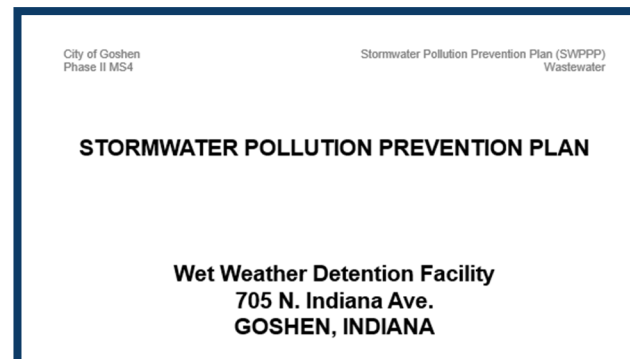 City of Goshen
Phase II MS4
Stormwater Pollution Prevention Plan (SWPPP)
Wastewater
STORMWATER POLLUTION PREVENTION PLAN
Wet Weather Detention Facility
705 N. Indiana Ave.
GOSHEN, INDIANA